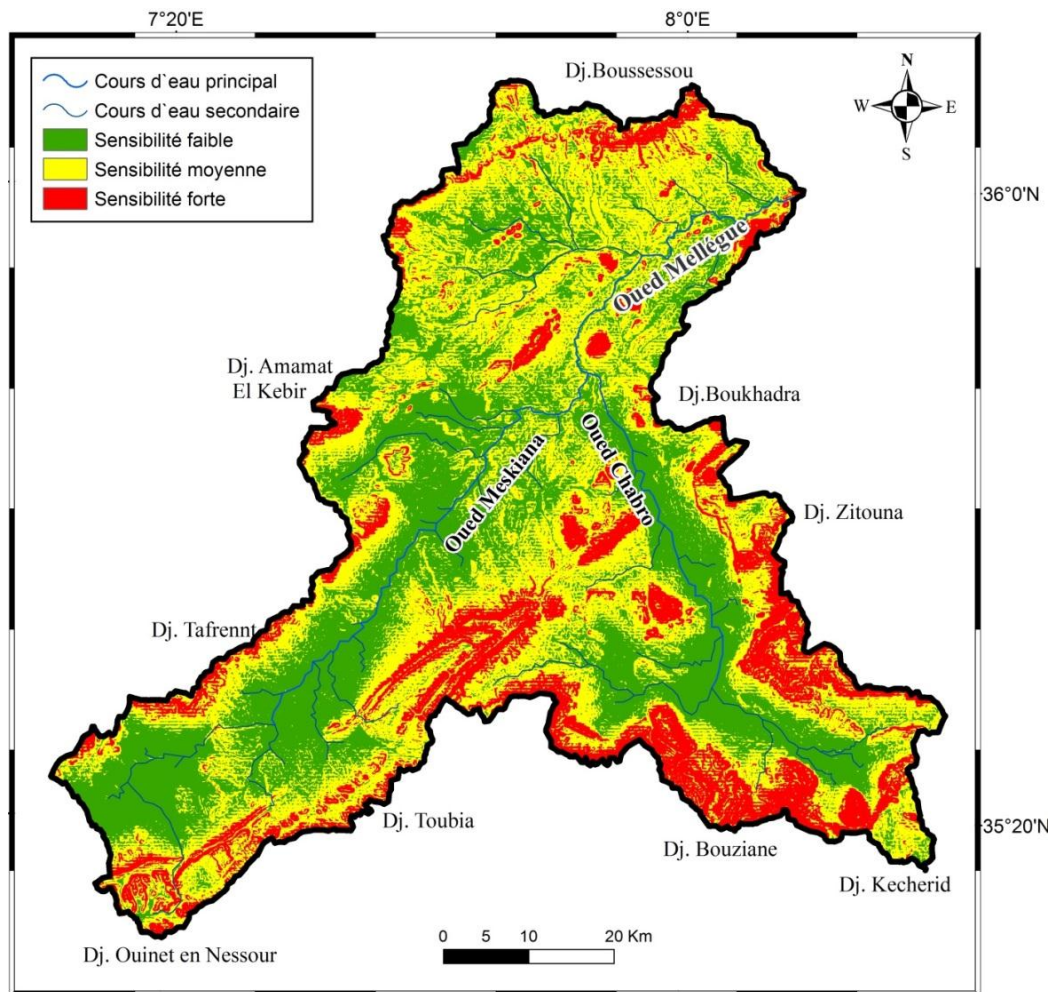 7°20'E
8°0'E
Cours d`eau principal
Cours d`eau secondaire
Sensibilité faible
Sensibilité moyenne
Sensibilité forte
Dj.Boussessou
N
W
E
S
36°0'N
Oued Mellégue
Dj. Amamat
El Kebir
Dj.Boukhadra
Oued Meskiana
Oued Chabro
Dj. Zitouna
Dj. Tafrennt
Dj. Toubia
Dj. Bouziane
35°20'N
Dj. Kecherid
Dj. Ouinet en Nessour
0 5 10 20 Km